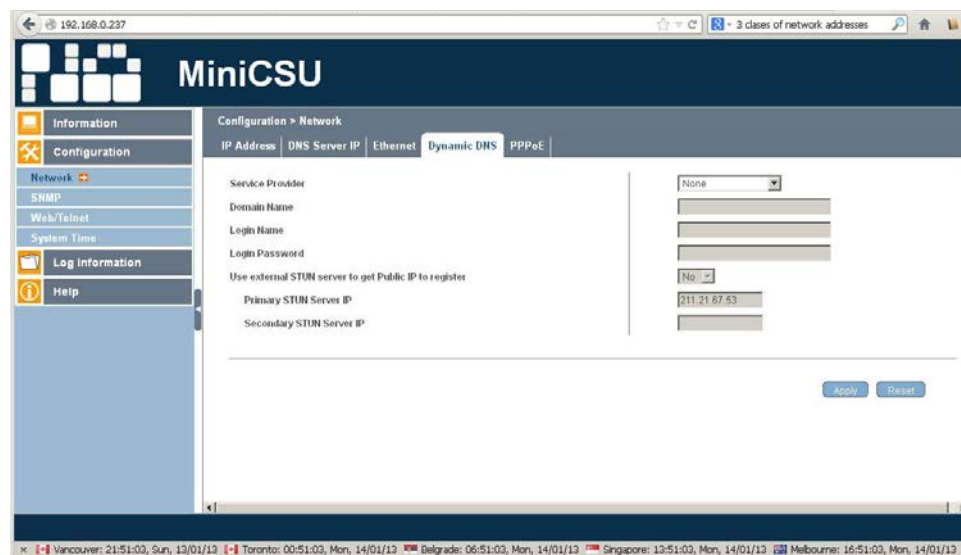 192.168.0.237
3 clases of network addresses
MiniCSU
Information
Configuration
Network
SNMP
Web/Telnet
System Time
Log Information
Help
Configuration > Network
IP Address DNS Server IP Ethernet Dynamic DNS PPPoE
Service Provider None
Domain Name
Login Name
Login Password
Use external STUN server to get Public IP to register No
Primary STUN Server IP 211.21.67.53
Secondary STUN Server IP
Apply Reset
Vancouver: 21:51:03, Sun, 13/01/13 Toronto: 00:51:03, Mon, 14/01/13 Belgrade: 06:51:03, Mon, 14/01/13 Singapore: 13:51:03, Mon, 14/01/13 Melbourne: 16:51:03, Mon, 14/01/13